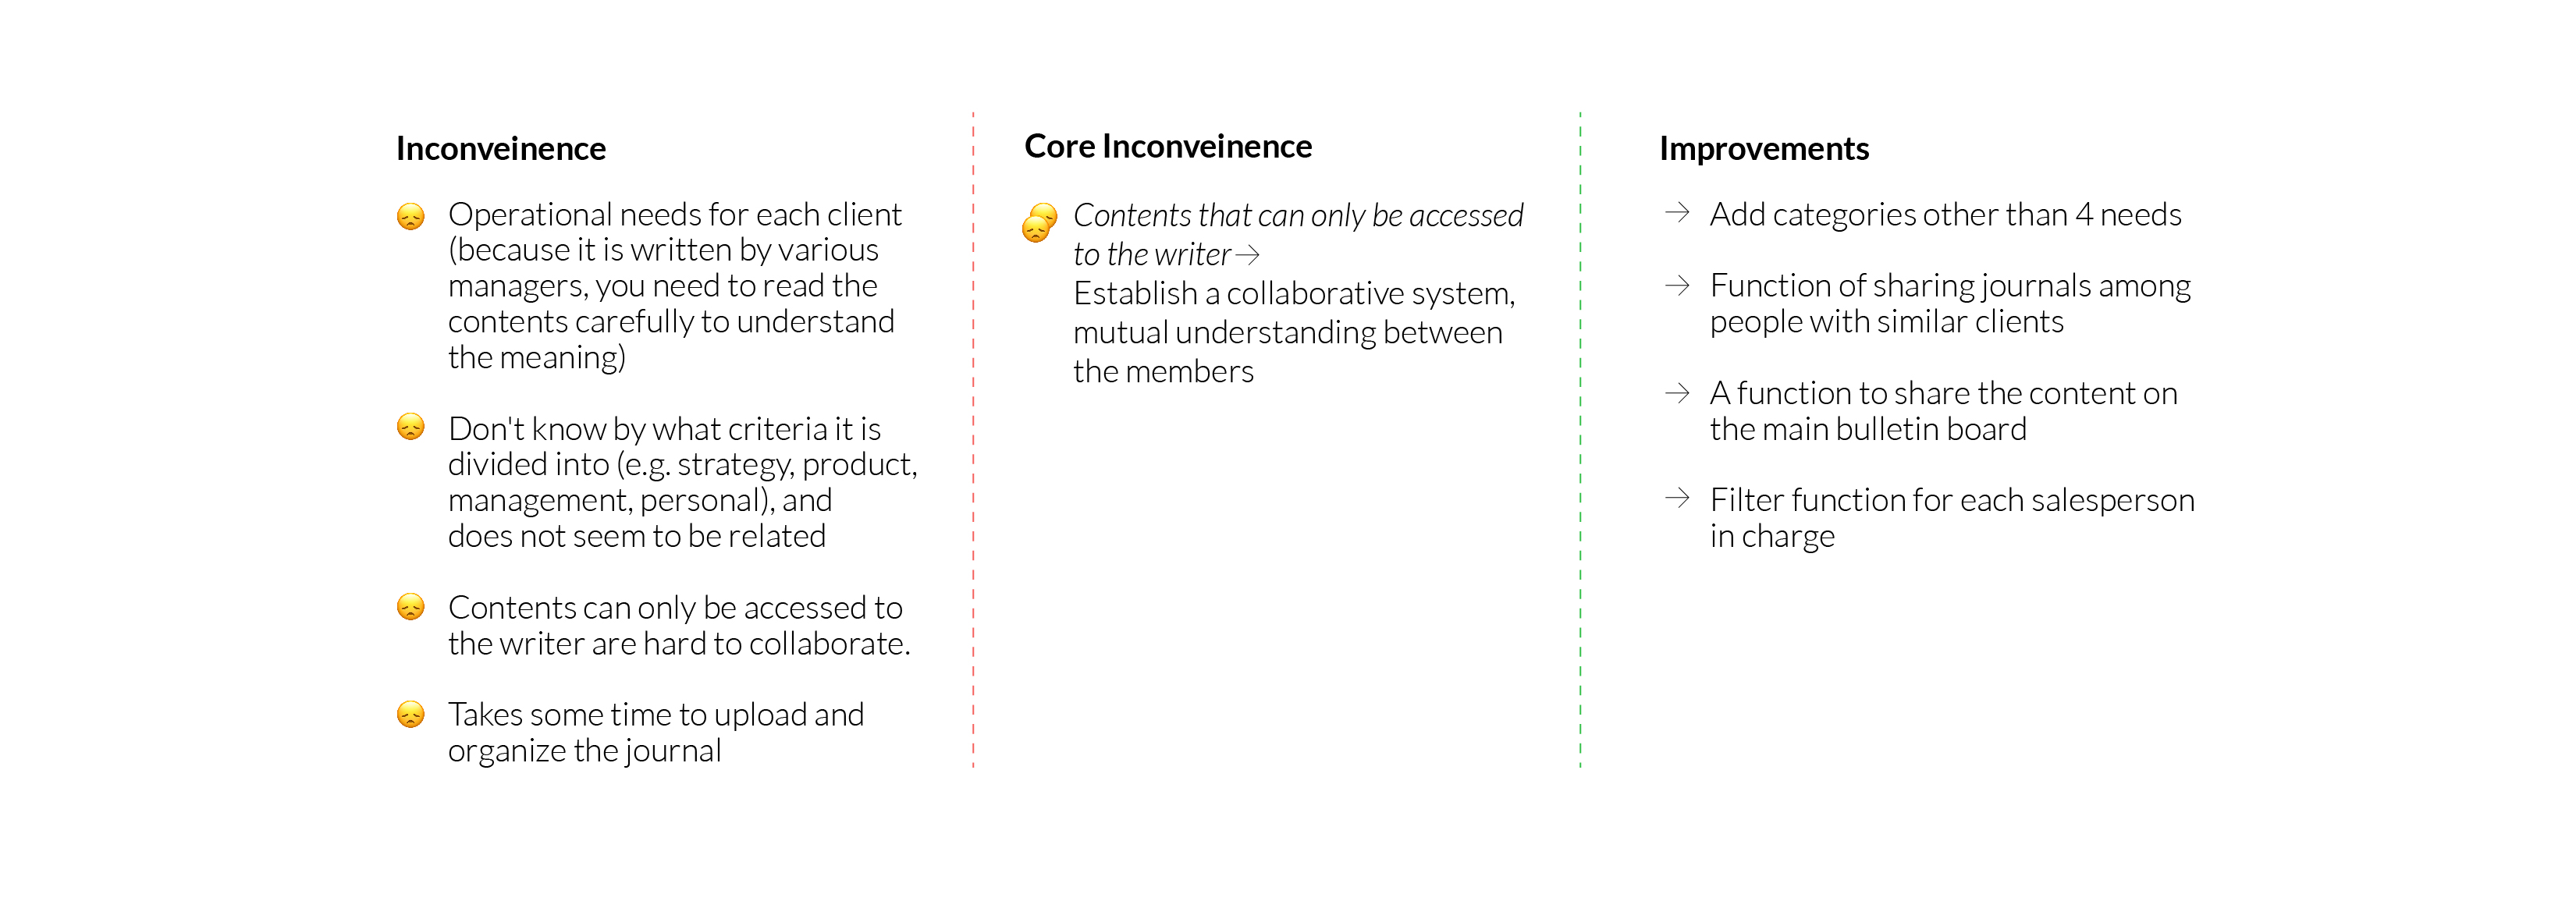 Inconveinence
Operational needs for each client
(because it is written by various
managers, you need to read the
contents carefully to understand
the meaning)
Don't know by what criteria it is
divided into (e.g. strategy, product,
management, personal), and
does not seem to be related
Contents can only be accessed to
the writer are hard to collaborate.
Takes some time to upload and
organize the journal
Core Inconveinence
Contents that can only be accessed
to the writer→
Establish a collaborative system,
mutual understanding between
the members
Improvements
→ Add categories other than 4 needs
→ Function of sharing journals among
people with similar clients
→ A function to share the content on
the main bulletin board
→ Filter function for each salesperson
in charge